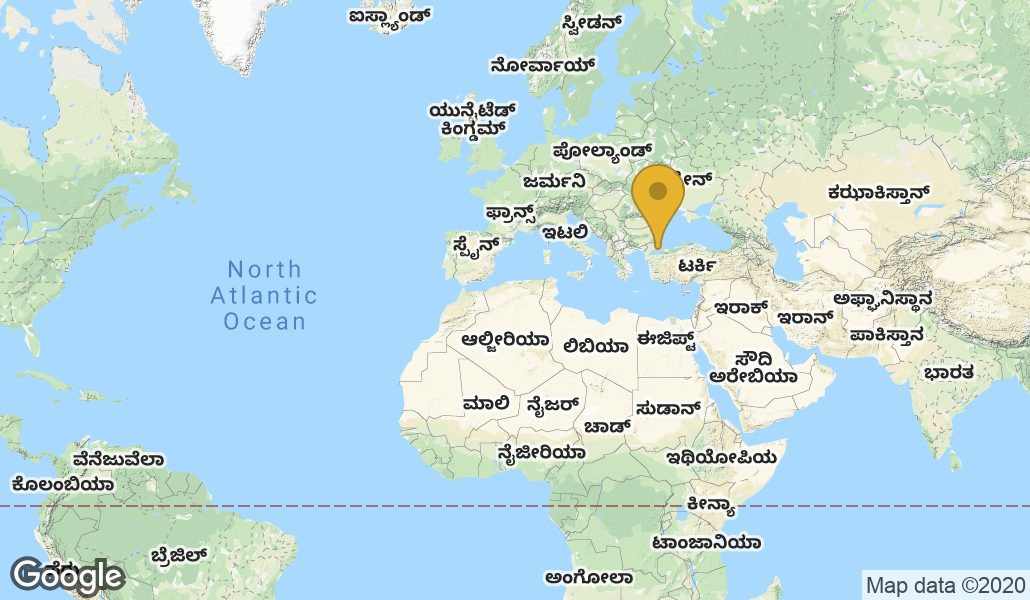 ಐಸ್ಲ್ಯಾಂಡ್
ಸ್ವೀಡನ್
ನೋರ್ವಾಯ್
ಯುನೈಟೆಡ್
ಕಿಂಗ್ಡಮ್
ಪೋಲ್ಯಾಂಡ್
ಜರ್ಮನಿ
ಕಝಾಕಿಸ್ತಾನ್
ಫ್ರಾನ್ಸ್
ಇಟಲಿ
ಸ್ಪೈನ್
ಟರ್ಕಿ
North
Atlantic
Ocean
ಅಫ್ಘಾನಿಸ್ಥಾನ
ಇರಾಕ್
ಇರಾನ್
ಪಾಕಿಸ್ತಾನ
ಆಲ್ಜೀರಿಯಾ
ಲಿಬಿಯಾ
ಈಜಿಪ್ಟ್
ಸೌದಿ
ಅರೇಬಿಯಾ
ಭಾರತ
ಮಾಲಿ
ನೈಜರ್
ಸುಡಾನ್
ಚಾಡ್
ನೈಜೀರಿಯಾ
ಇಥಿಯೋಪಿಯ
ವೆನೆಜುವೆಲಾ
ಕೊಲಂಬಿಯಾ
ಕೀನ್ಯಾ
ಟಾಂಜಾನಿಯಾ
ಬ್ರೆಜಿಲ್
ಅಂಗೋಲಾ
Google
Map data ©2020